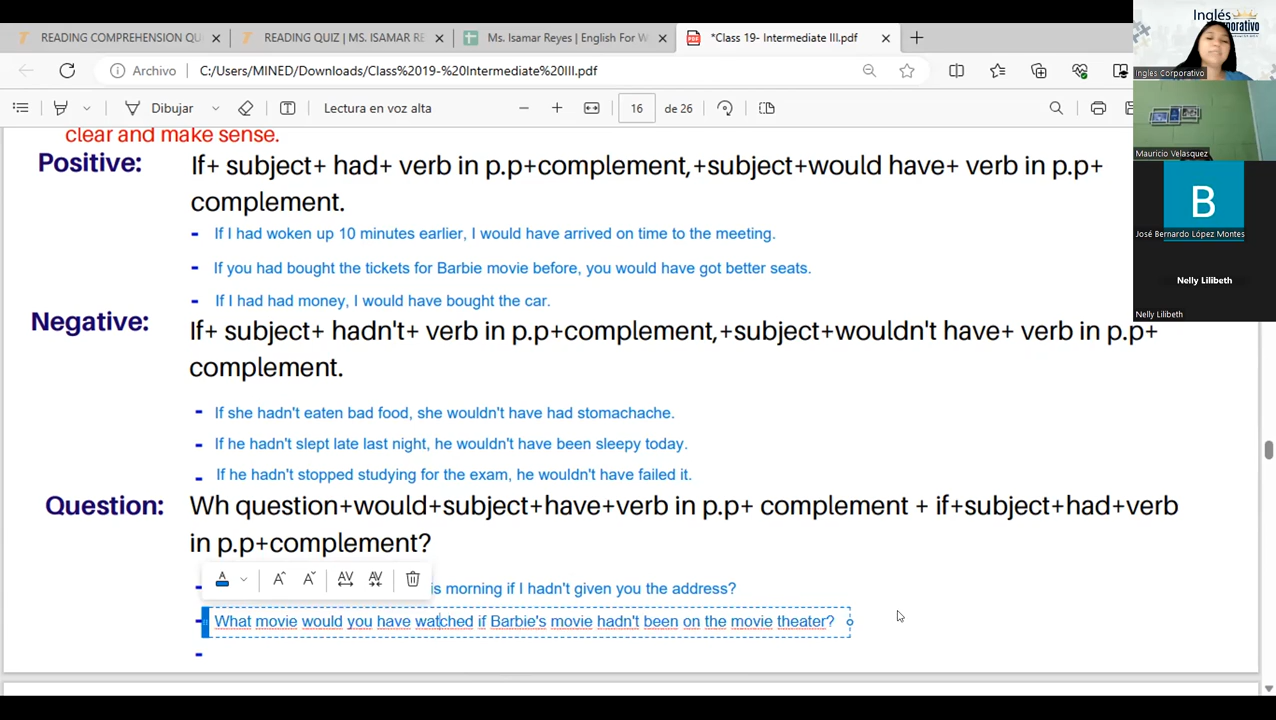 READING COMPREHENSION QU
READING QUIZ | MS. ISAMAR RE
Ms. Isamar Reyes | English For W
*Class 19- Intermediate III.pdf
Archivo
C:/Users/MINED/Downloads/Class%2019-%20Intermediate%20III.pdf
Dibujar
Lectura en voz alta
16
de 26
Inglés
Corporativo
Inglés Corporativo
Mauricio Velasquez
B
José Bernardo López Montes
Nelly Lilibeth
Nelly Lilibeth
clear and make sense.
Positive:
If+ subject+ had+ verb in p.p+complement,+subject+would have+ verb in p.p+
complement.
- If I had woken up 10 minutes earlier, I would have arrived on time to the meeting.
- If you had bought the tickets for Barbie movie before, you would have got better seats.
- If I had had money, I would have bought the car.
Negative:
If+ subject+ hadn't+ verb in p.p+complement,+subject+wouldn't have+ verb in p.p+
complement.
- If she hadn't eaten bad food, she wouldn't have had stomachache.
- If he hadn't slept late last night, he wouldn't have been sleepy today.
- If he hadn't stopped studying for the exam, he wouldn't have failed it.
Question:
Wh question+would+subject+have+verb in p.p+ complement + if+subject+had+verb
in p.p+complement?
- is morning if I hadn't given you the address?
- What movie would you have watched if Barbie's movie hadn't been on the movie theater?
-